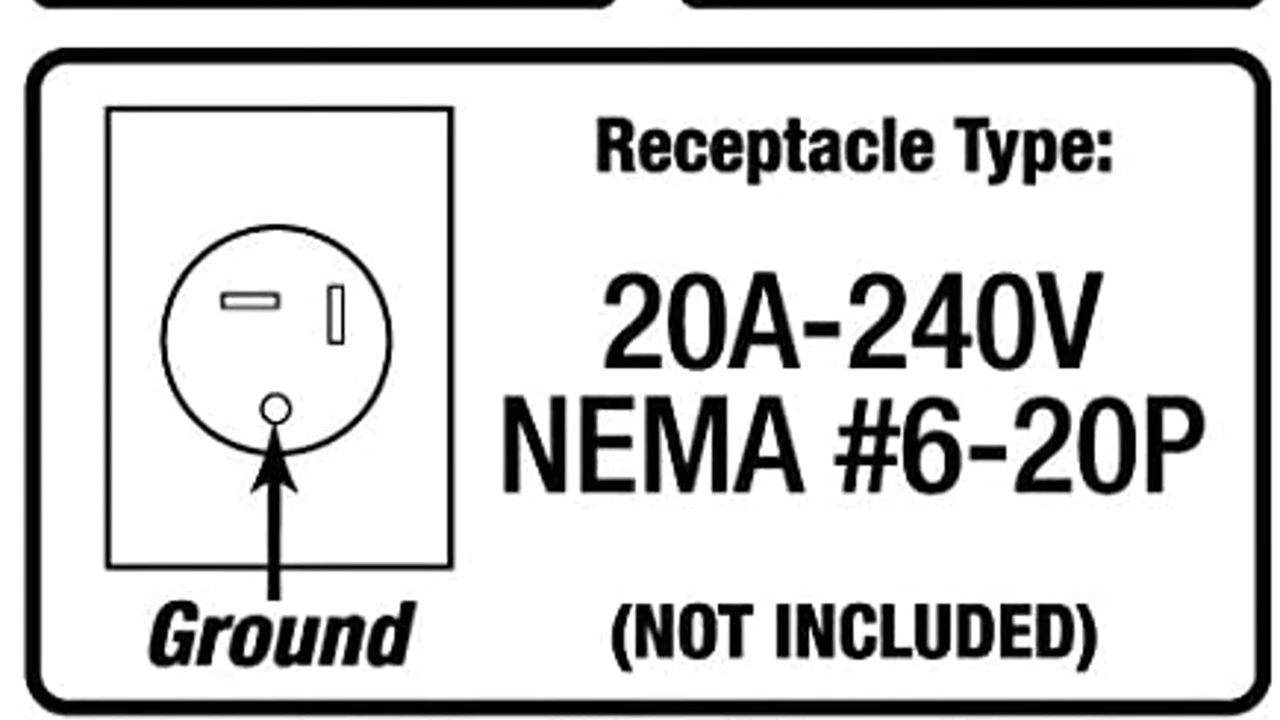 Receptacle Type:
20A-240V
NEMA #6-20P
(NOT INCLUDED)
Ground